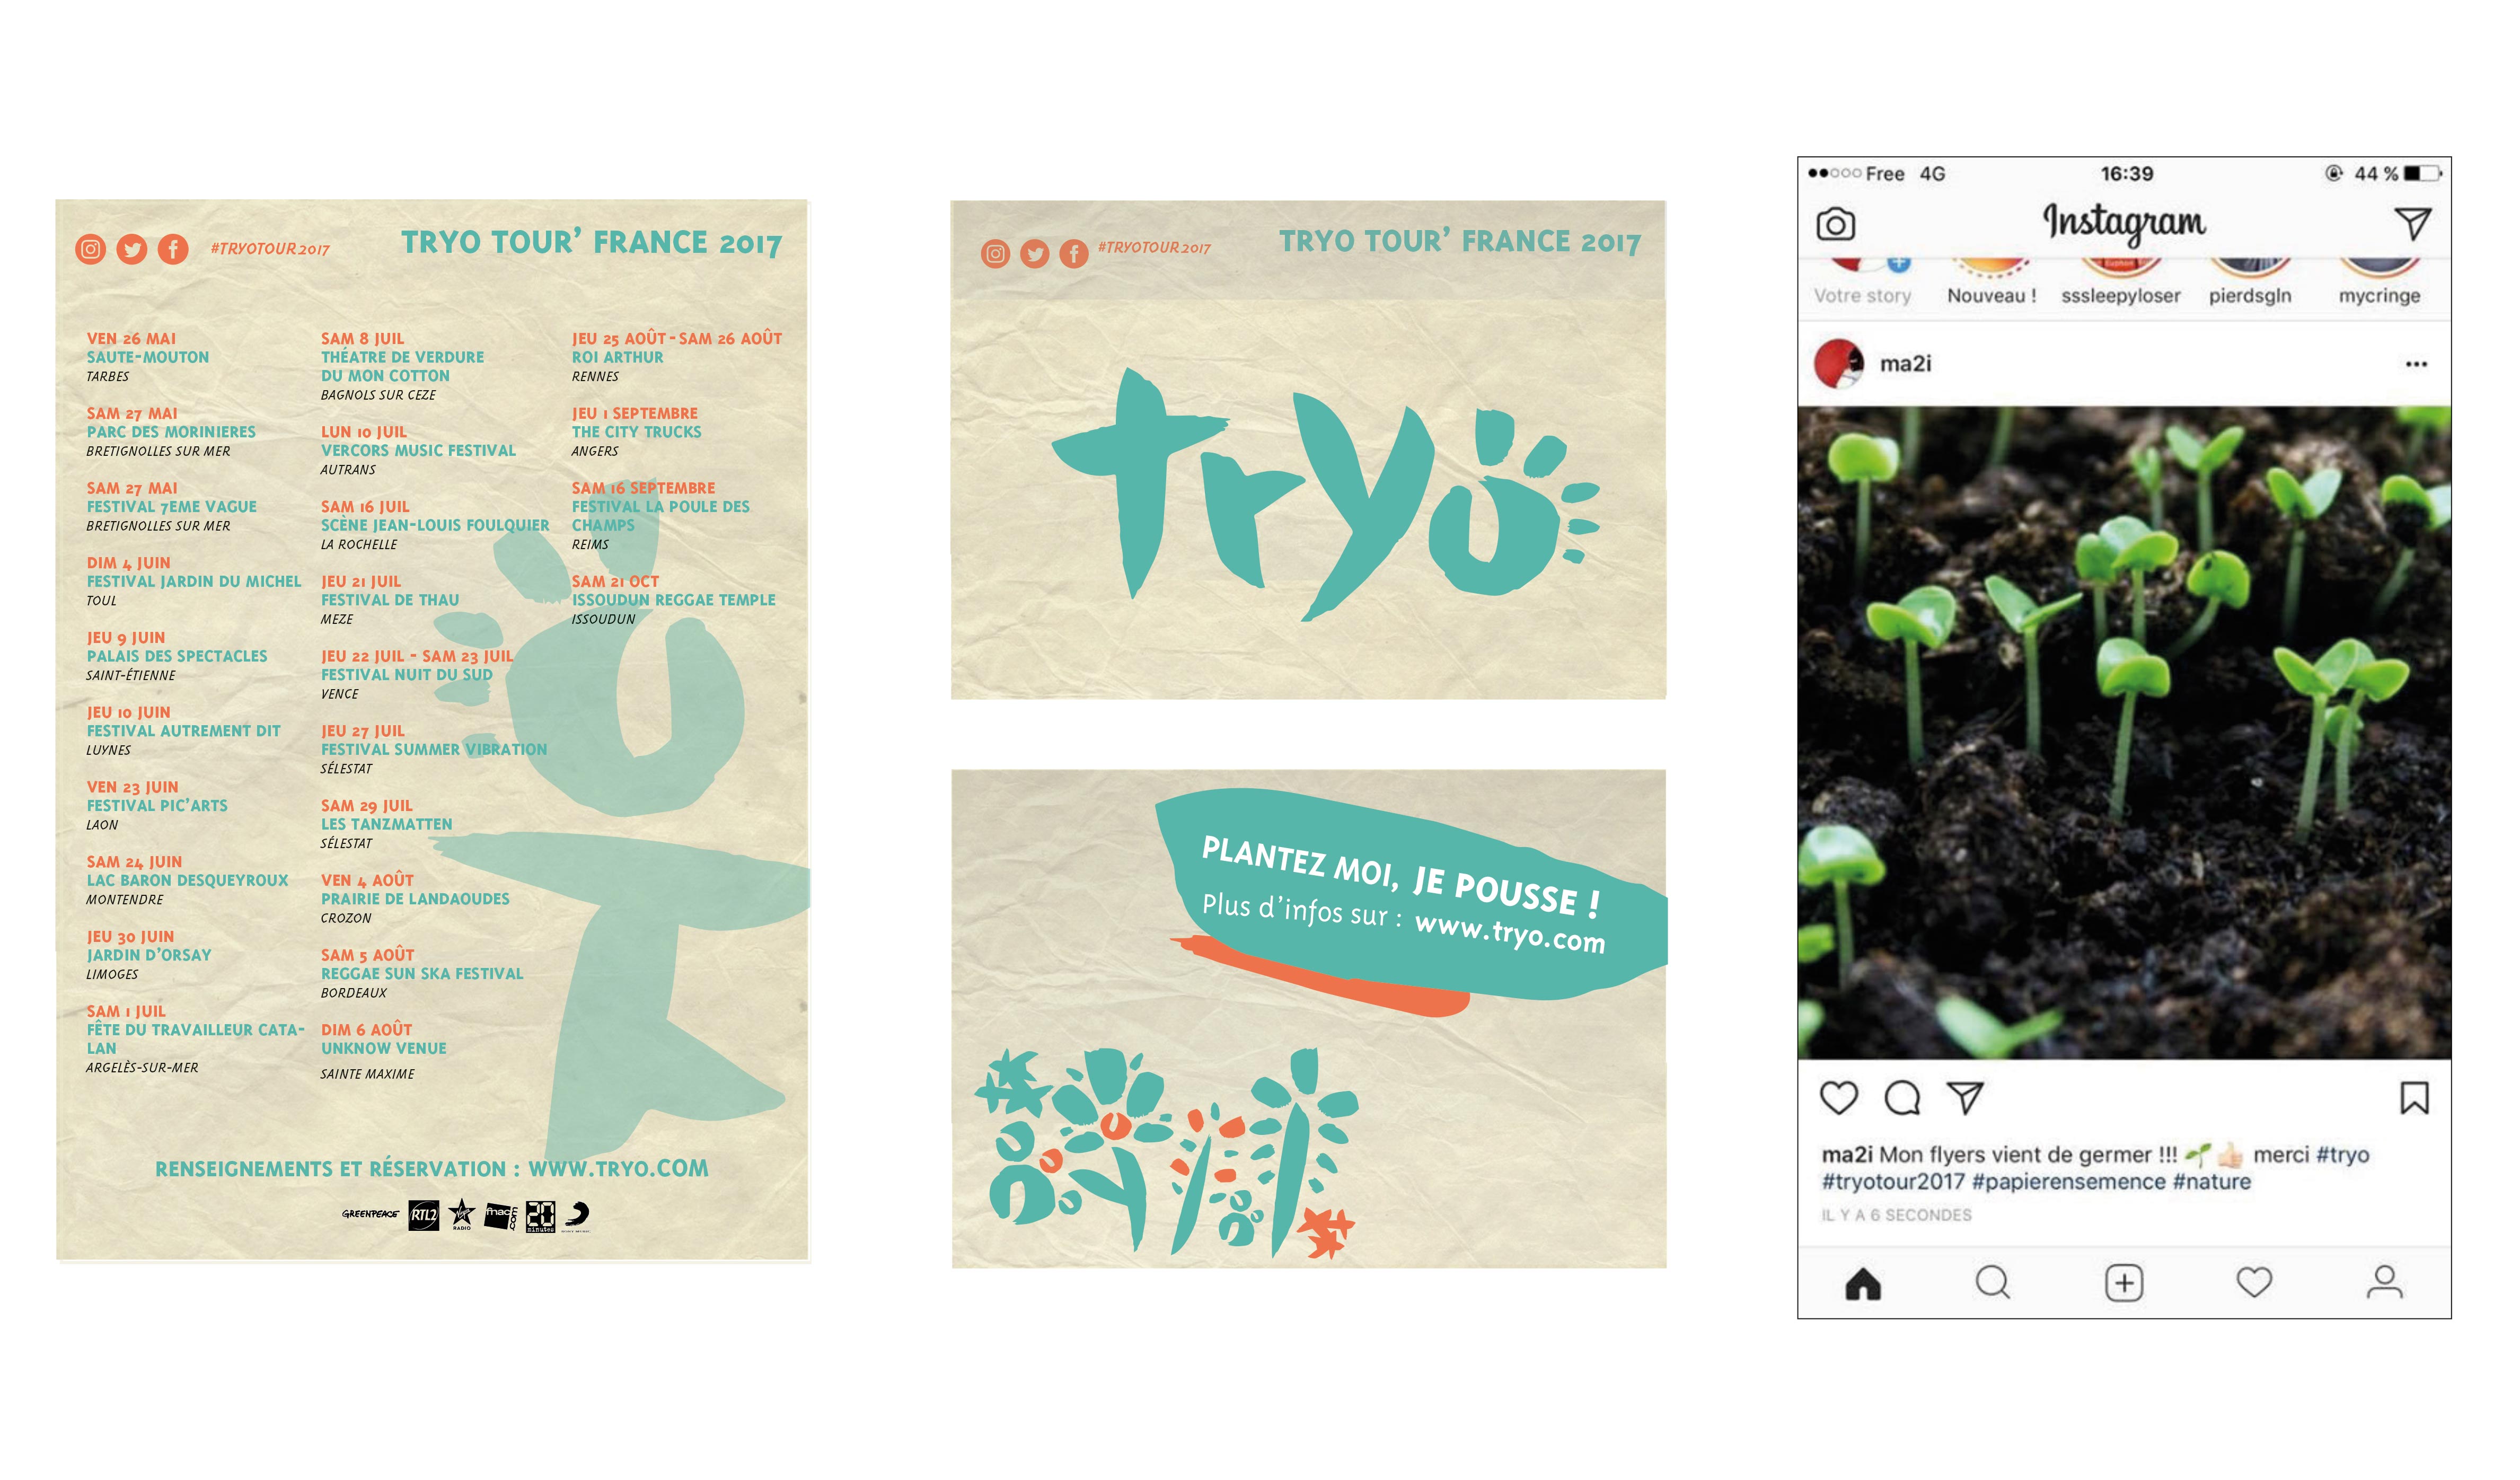 #TRYOTOUR2017
TRYO TOUR' FRANCE 2017
VEN 26 MAI
SAUTE-MOUTON
TARBES
SAM 27 MAI
PARC DES MORINIERES
BRETIGNOLLES SUR MER
SAM 27 MAI
FESTIVAL 7EME VAGUE
BRETIGNOLLES SUR MER
DIM 4 JUIN
FESTIVAL JARDIN DU MICHEL
TOUL
JEU 9 JUIN
PALAIS DES SPECTACLES
SAINT-ÉTIENNE
JEU 10 JUIN
FESTIVAL AUTREMENT DIT
LUYNES
VEN 23 JUIN
FESTIVAL PIC'ARTS
LAON
SAM 24 JUIN
LAC BARON DESQUEYROUX
MONTENDRE
JEU 30 JUIN
JARDIN D'ORSAY
LIMOGES
SAM 1 JUIL
FÊTE DU TRAVAILLEUR CATA-
LAN
ARGELÈS-SUR-MER
SAM 8 JUIL
THÉATRE DE VERDURE
DU MON COTTON
BAGNOLS SUR CEZE
LUN 10 JUIL
VERCORS MUSIC FESTIVAL
AUTRANS
SAM 16 JUIL
SCÈNE JEAN-LOUIS FOULQUIER
LA ROCHELLE
JEU 21 JUIL
FESTIVAL DE THAU
MEZE
JEU 22 JUIL - SAM 23 JUIL
FESTIVAL NUIT DU SUD
VENCE
JEU 27 JUIL
FESTIVAL SUMMER VIBRATION
SÉLESTAT
SAM 29 JUIL
LES TANZMATTEN
SÉLESTAT
VEN 4 AOÛT
PRAIRIE DE LANDAOUDES
CROZON
SAM 5 AOÛT
REGGAE SUN SKA FESTIVAL
BORDEAUX
DIM 6 AOÛT
UNKNOW VENUE
SAINTE MAXIME
JEU 25 AOÛT - SAM 26 AOÛT
ROI ARTHUR
RENNES
JEU 1 SEPTEMBRE
THE CITY TRUCKS
ANGERS
SAM 16 SEPTEMBRE
FESTIVAL LA POULE DES
CHAMPS
REIMS
SAM 21 OCT
ISSOUDUN REGGAE TEMPLE
ISSOUDUN
RENSEIGNEMENTS ET RÉSERVATION : WWW.TRYO.COM
GREENPEACE RTL2 RADIO fnac 20 minutes
#TRYOTOUR2017
TRYO TOUR' FRANCE 2017
tryo
PLANTEZ MOI, JE POUSSE !
Plus d'infos sur : www.tryo.com
Free 4G 16:39 44 %
Instagram
Votre story Nouveau ! sssleepyloser pierdsgln mycringe
ma2i
ma2i Mon flyers vient de germer !!! 🌱 👍🏻 merci #tryo
#tryotour2017 #papierensemence #nature
IL Y A 6 SECONDES